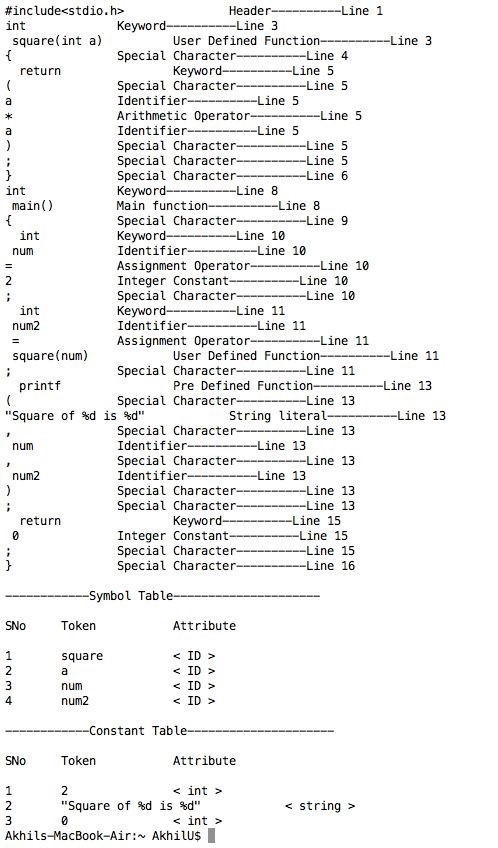 #include<stdio.h> Header----------Line 1
int Keyword----------Line 3
square(int a) User Defined Function----------Line 3
{ Special Character----------Line 4
return Keyword----------Line 5
( Special Character----------Line 5
a Identifier----------Line 5
* Arithmetic Operator----------Line 5
a Identifier----------Line 5
) Special Character----------Line 5
; Special Character----------Line 5
} Special Character----------Line 6
int Keyword----------Line 8
main() Main function----------Line 8
{ Special Character----------Line 9
int Keyword----------Line 10
num Identifier----------Line 10
= Assignment Operator----------Line 10
2 Integer Constant----------Line 10
; Special Character----------Line 10
int Keyword----------Line 11
num2 Identifier----------Line 11
= Assignment Operator----------Line 11
square(num) User Defined Function----------Line 11
; Special Character----------Line 11
printf Pre Defined Function----------Line 13
( Special Character----------Line 13
"Square of %d is %d" String literal----------Line 13
, Special Character----------Line 13
num Identifier----------Line 13
, Special Character----------Line 13
num2 Identifier----------Line 13
) Special Character----------Line 13
; Special Character----------Line 13
return Keyword----------Line 15
0 Integer Constant----------Line 15
; Special Character----------Line 15
} Special Character----------Line 16
------------Symbol Table---------------------
SNo Token Attribute
1 square < ID >
2 a < ID >
3 num < ID >
4 num2 < ID >
------------Constant Table---------------------
SNo Token Attribute
1 2 < int >
2 "Square of %d is %d" < string >
3 0 < int >
Akhils-MacBook-Air:~ AkhilU$